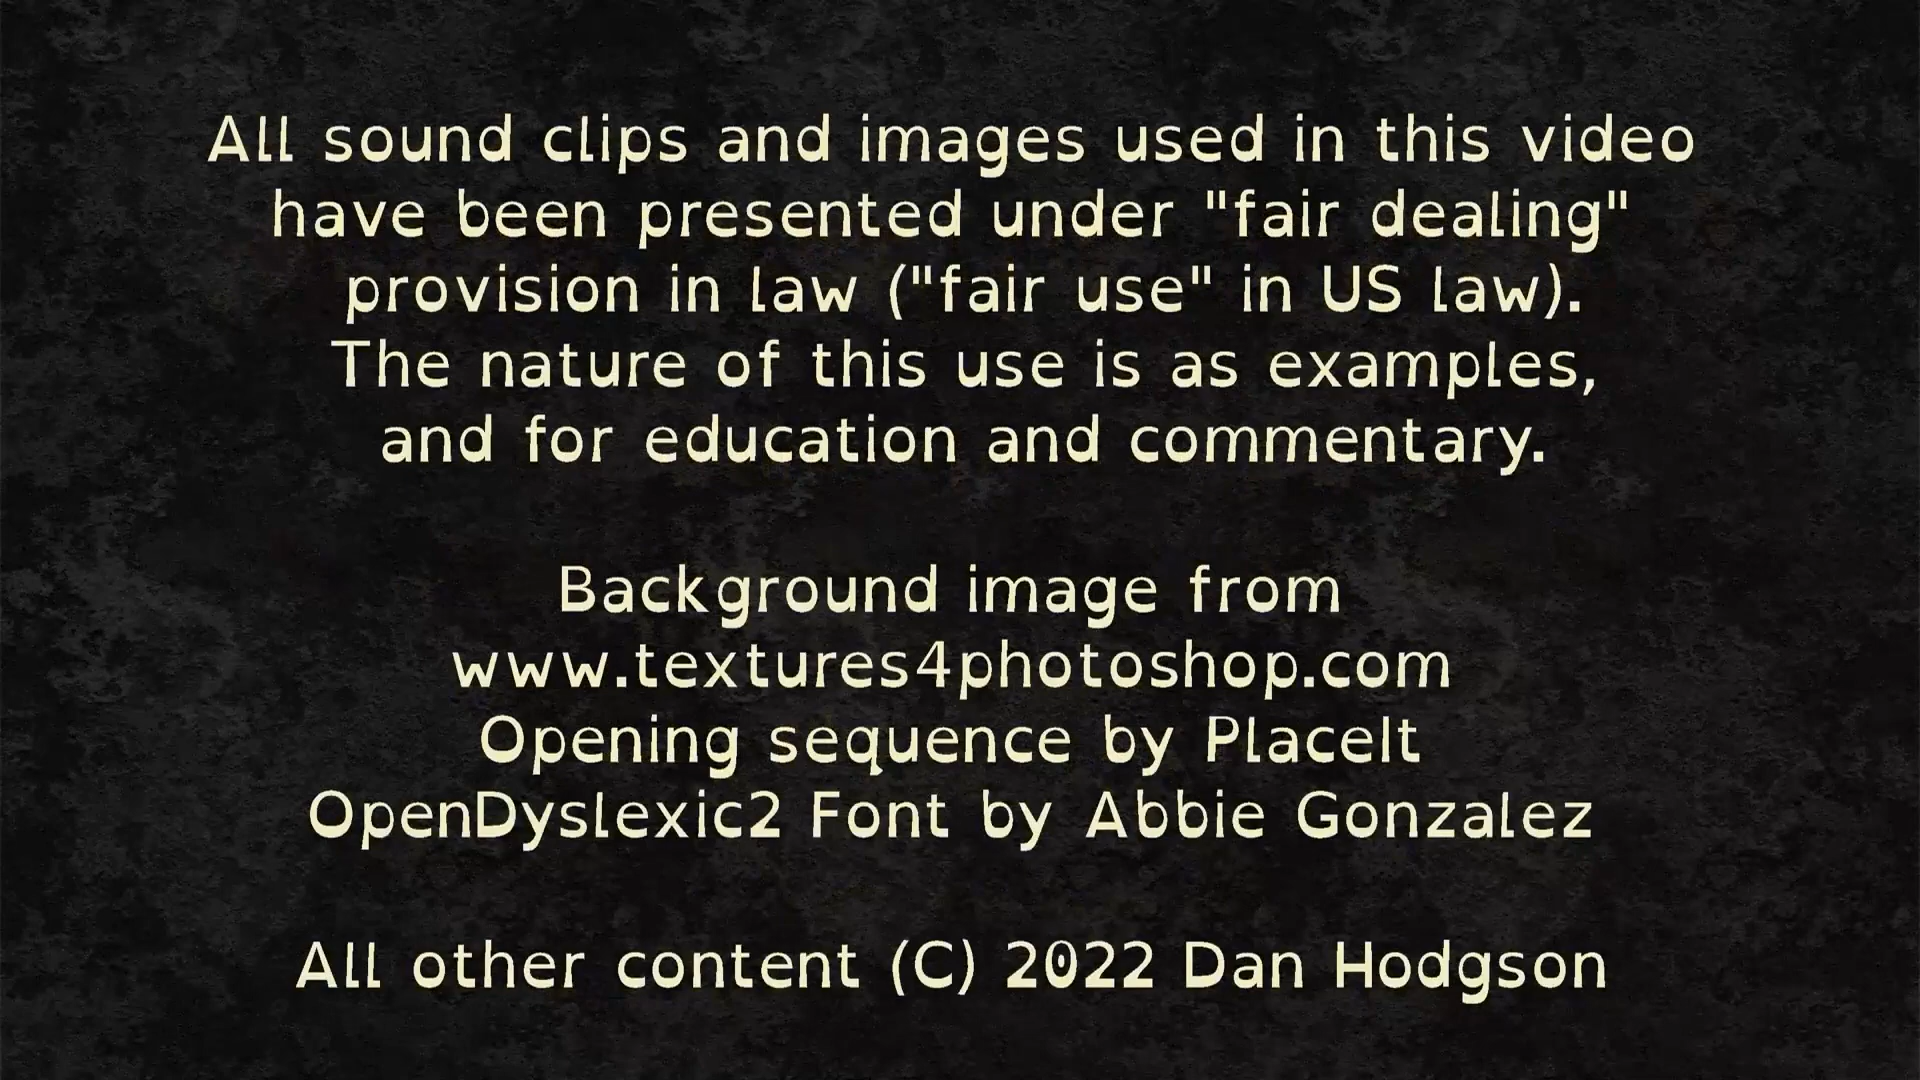 All sound clips and images used in this video
have been presented under "fair dealing"
provision in law ("fair use" in US law).
The nature of this use is as examples,
and for education and commentary.
Background image from
www.textures4photoshop.com
Opening sequence by PlaceIt
OpenDyslexic2 Font by Abbie Gonzalez
All other content (C) 2022 Dan Hodgson